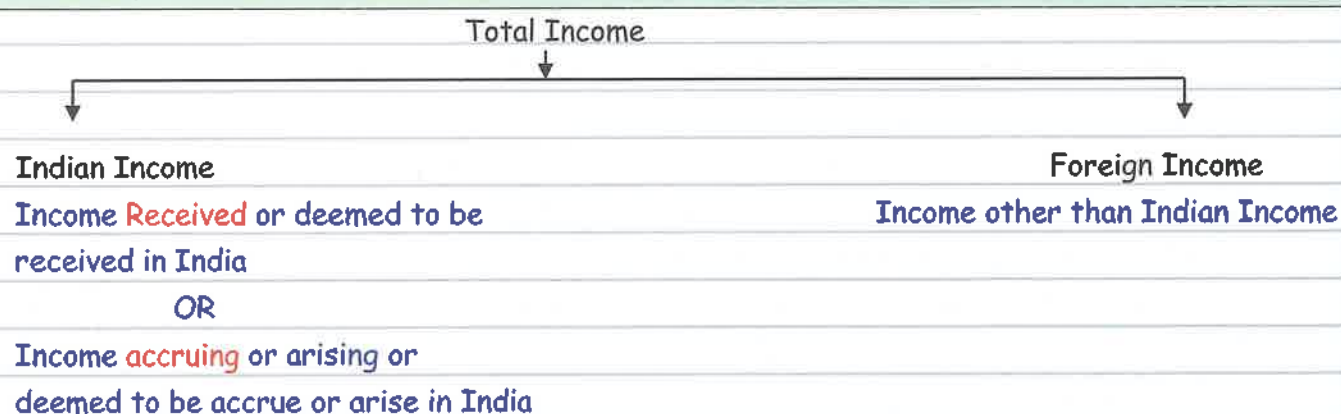 Total Income
Indian Income
Foreign Income
Income Received or deemed to be
Income other than Indian Income
received in India
OR
Income accruing or arising or
deemed to be accrue or arise in India